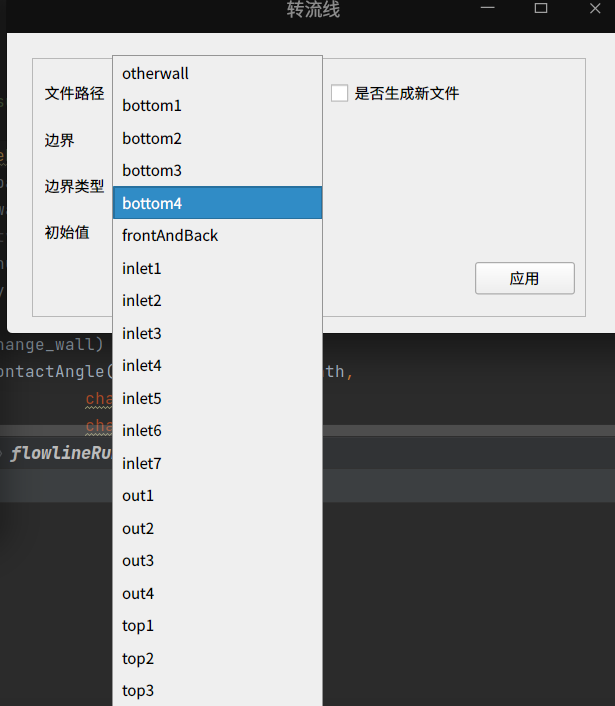 转流线
文件路径
是否生成新文件
边界
边界类型
初始值
应用
otherwall
bottom1
bottom2
bottom3
bottom4
frontAndBack
inlet1
inlet2
inlet3
inlet4
inlet5
inlet6
inlet7
out1
out2
out3
out4
top1
top2
top3
hange_wall)
ontactAngle(
th,
cha
cha
flowlineRu